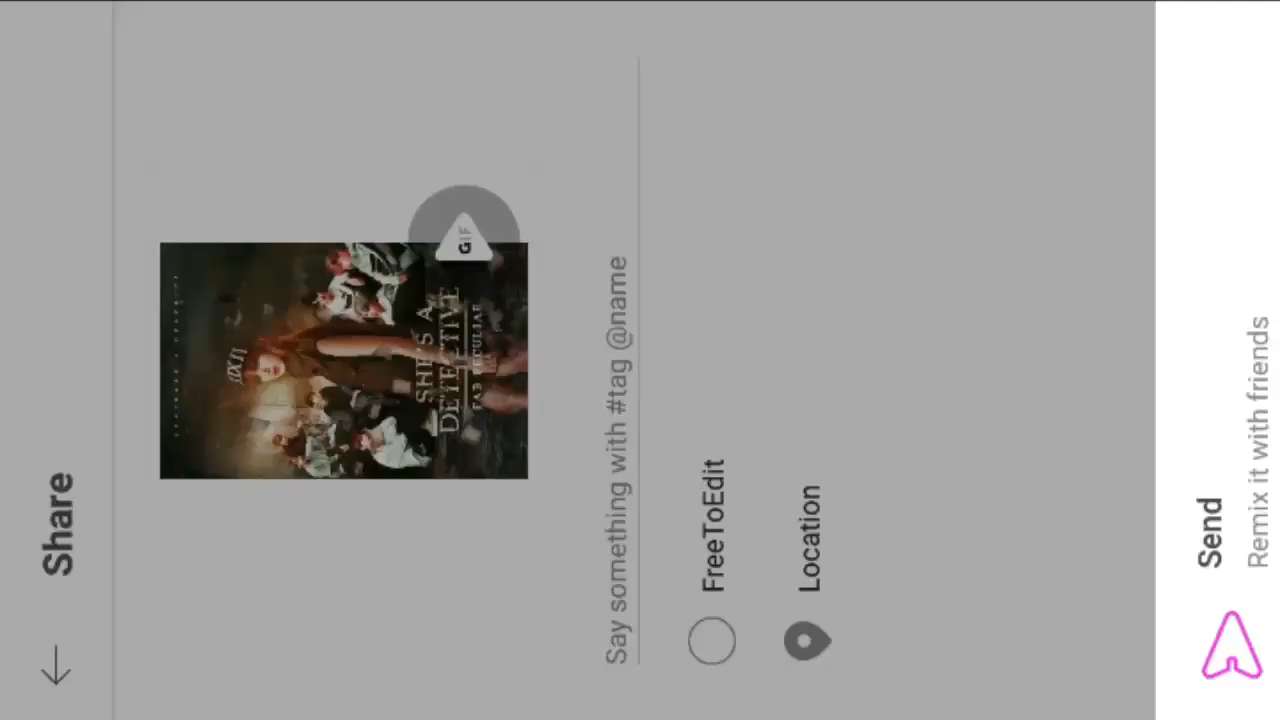 Share
GIF
SHE'S A
DETECTIVE
Say something with #tag @name
FreeToEdit
Location
Send
Remix it with friends